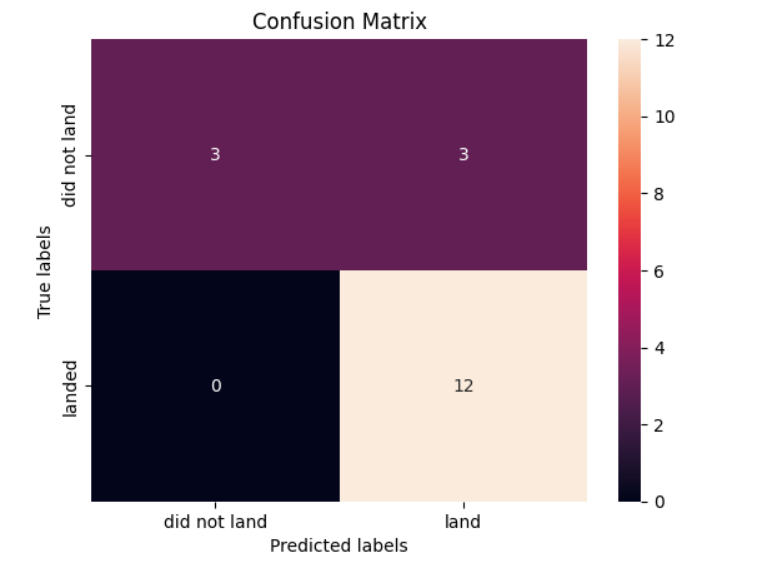 Confusion Matrix
True labels
did not land
3
3
landed
0
12
did not land
land
Predicted labels
12
10
8
6
4
2
0